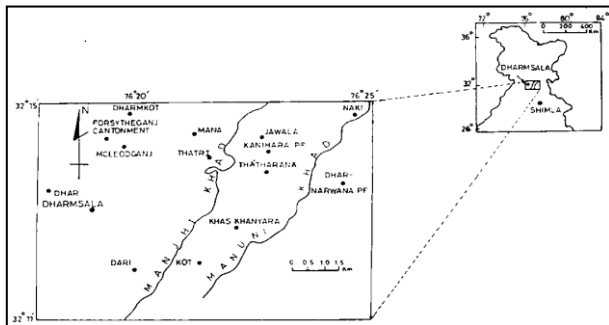 72 76 80 84
36
32
28
0 200 400
Km
DHARMSALA
SHIMLA
76 20
76 25
32 15
N
DHARMKOT
FORSYTHEGANJ
CANTONMENT
MCLEODGANJ
MANA
THATRI
JAWALA
KANIHARA PF
THATHARANA
NAKI
DHAR-
NARWANA PF
DHAR
DHARMSALA
KHAS KHANYARA
DARI
KOT
MANJHI KHAD
MANUNI KHAD
0 0.5 1.0 1.5
Km